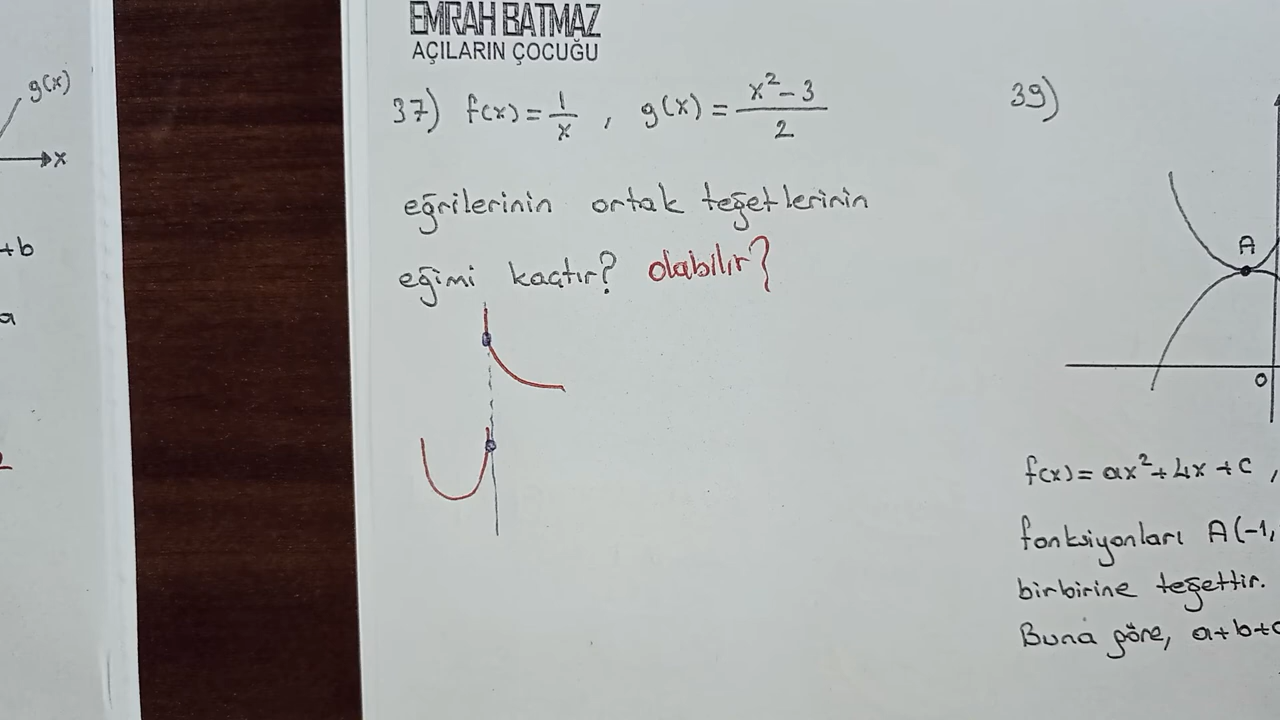 g(x)
x
+b
a
EMRAH BATMAZ
AÇILARIN ÇOCUĞU
37) f(x) = 1/x , g(x) = (x² - 3)/2
eğrilerinin ortak teğetlerinin
eğimi kaçtır? olabilir?
39)
A
O
f(x) = ax² + 4x + c ,
fonksiyonları A(-1,
birbirine teğettir.
Buna göre, a+b+c